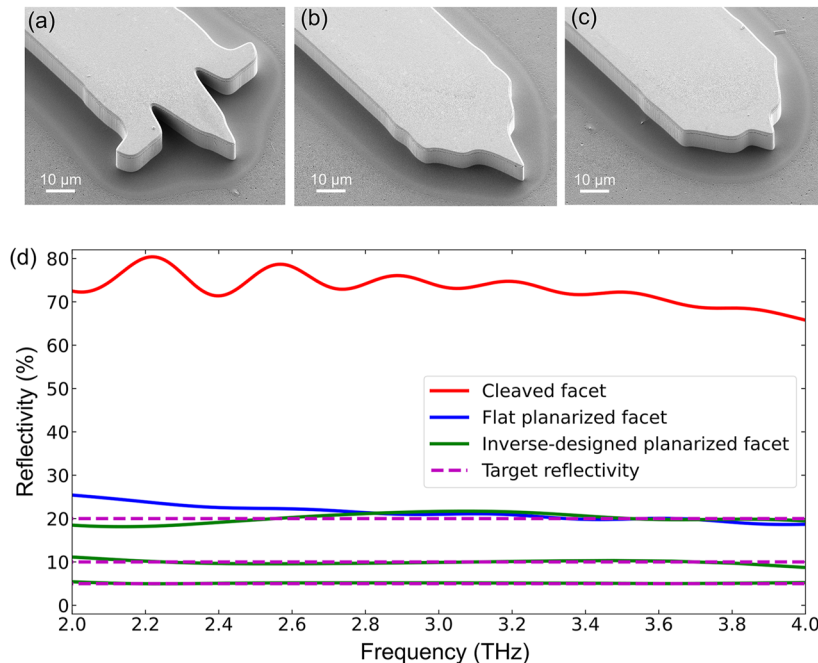 (a)
(b)
(c)
10 μm
10 μm
10 μm
(d)
80
70
60
50
40
30
20
10
0
Reflectivity (%)
Cleaved facet
Flat planarized facet
Inverse-designed planarized facet
Target reflectivity
2.0 2.2 2.4 2.6 2.8 3.0 3.2 3.4 3.6 3.8 4.0
Frequency (THz)